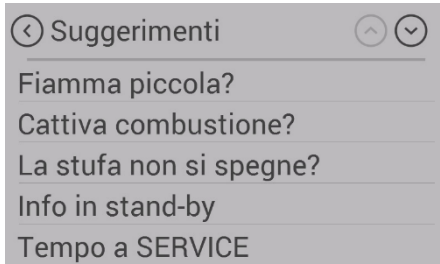 Suggerimenti
Fiamma piccola?
Cattiva combustione?
La stufa non si spegne?
Info in stand-by
Tempo a SERVICE